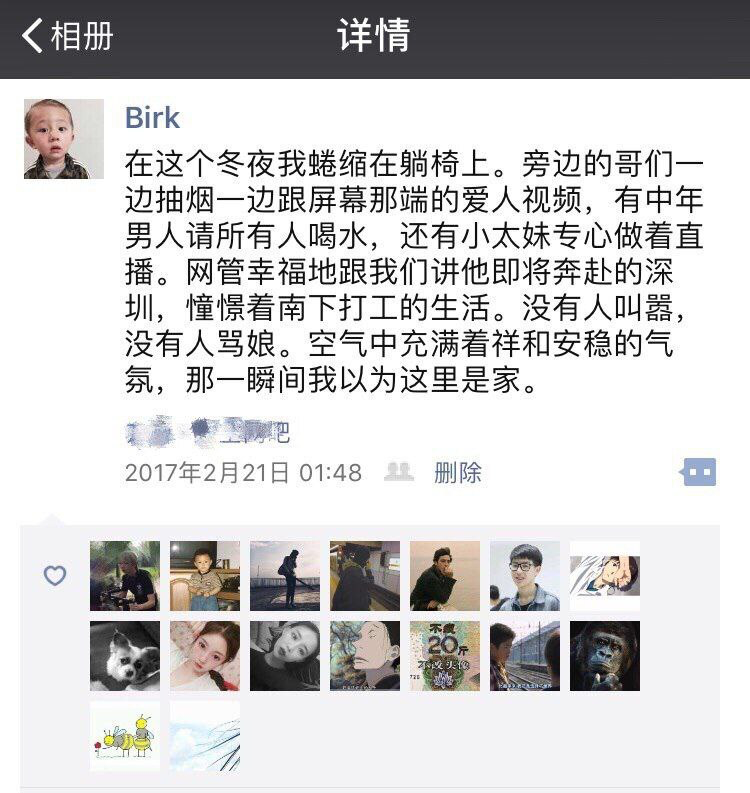 相册
详情
Birk
在这个冬夜我蜷缩在躺椅上。旁边的哥们一
边抽烟一边跟屏幕那端的爱人视频，有中年
男人请所有人喝水，还有小太妹专心做着直
播。网管幸福地跟我们讲他即将奔赴的深
圳，憧憬着南下打工的生活。没有人叫嚣，
没有人骂娘。空气中充满着祥和安稳的气
氛，那一瞬间我以为这里是家。
吧
2017年2月21日 01:48 删除
不瘦
20斤
不改头像